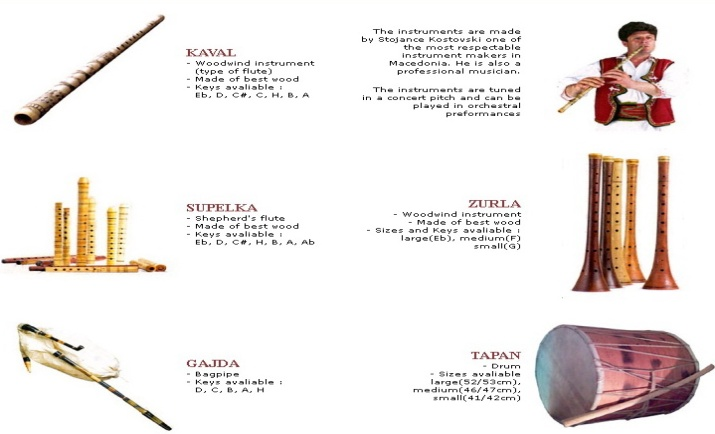 KAVAL
- Woodwind instrument
(type of flute)
- Made of best wood
- Keys avaliable :
Eb, D, C#, C, H, B, A
The instruments are made
by Stojance Kostovski one of
the most respectable
instrument makers in
Macedonia. He is also a
professional musician.
The instruments are tuned
in a concert pitch and can be
played in orchestral
preformances
SUPELKA
- Shepherd's flute
- Made of best wood
- Keys avaliable :
Eb, D, C#, H, B, A, Ab
ZURLA
- Woodwind instrument
- Made of best wood
- Sizes and Keys avaliable :
large(Eb), medium(F)
small(G)
GAJDA
- Bagpipe
- Keys avaliable :
D, C, B, A, H
TAPAN
- Drum
- Sizes avaliable
large(52/53cm),
medium(46/47cm),
small(41/42cm)